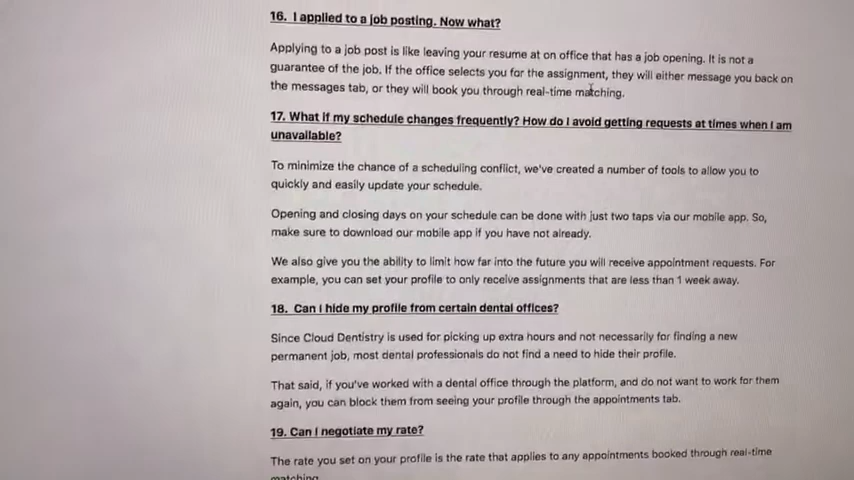 16. I applied to a job posting. Now what?
Applying to a job post is like leaving your resume at on office that has a job opening. It is not a
guarantee of the job. If the office selects you for the assignment, they will either message you back on
the messages tab, or they will book you through real-time matching.
17. What if my schedule changes frequently? How do I avoid getting requests at times when I am
unavailable?
To minimize the chance of a scheduling conflict, we've created a number of tools to allow you to
quickly and easily update your schedule.
Opening and closing days on your schedule can be done with just two taps via our mobile app. So,
make sure to download our mobile app if you have not already.
We also give you the ability to limit how far into the future you will receive appointment requests. For
example, you can set your profile to only receive assignments that are less than 1 week away.
18. Can I hide my profile from certain dental offices?
Since Cloud Dentistry is used for picking up extra hours and not necessarily for finding a new
permanent job, most dental professionals do not find a need to hide their profile.
That said, if you've worked with a dental office through the platform, and do not want to work for them
again, you can block them from seeing your profile through the appointments tab.
19. Can I negotiate my rate?
The rate you set on your profile is the rate that applies to any appointments booked through real-time
matching